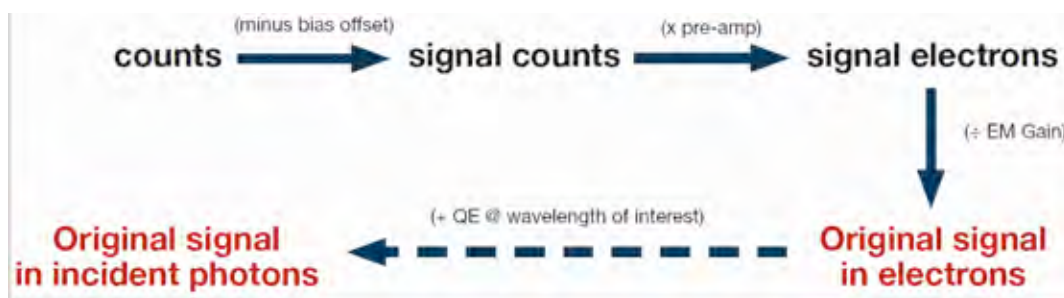 (minus bias offset)
(x pre-amp)
counts
signal counts
signal electrons
(÷ EM Gain)
(÷ QE @ wavelength of interest)
Original signal
in incident photons
Original signal
in electrons